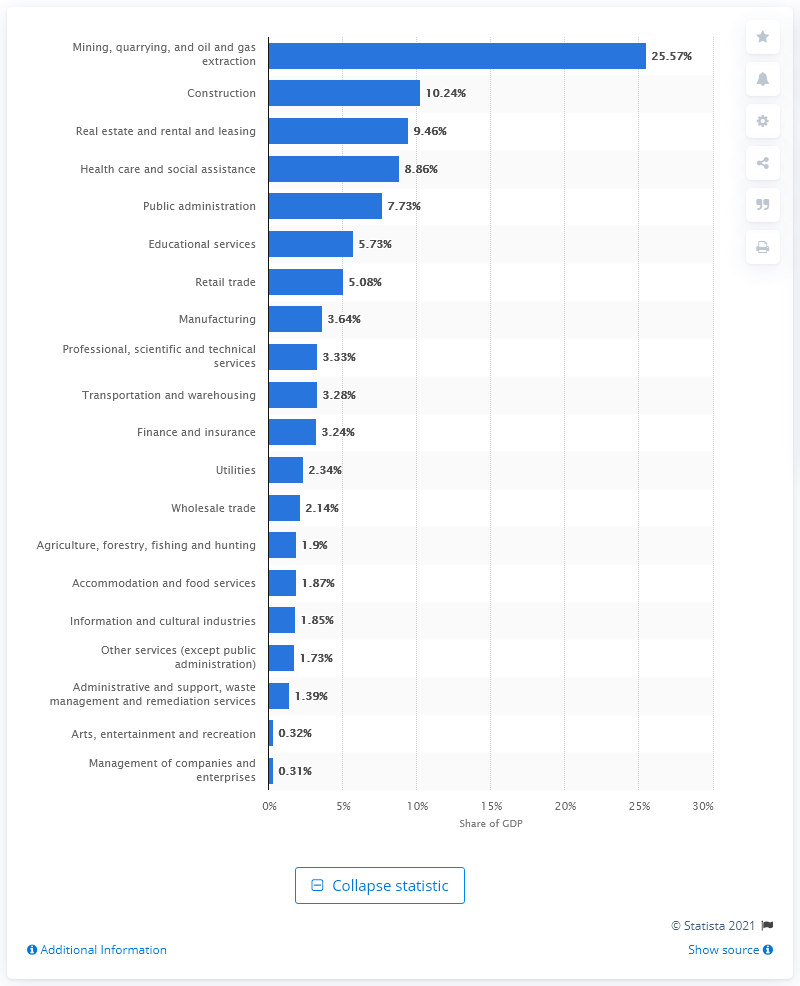 Mining, quarrying, and oil and gas
extraction
25.57%
Construction
10.24%
Real estate and rental and leasing
9.46%
Health care and social assistance
8.86%
Public administration
7.73%
Educational services
5.73%
Retail trade
5.08%
Manufacturing
3.64%
Professional, scientific and technical
services
3.33%
Transportation and warehousing
3.28%
Finance and insurance
3.24%
Utilities
2.34%
Wholesale trade
2.14%
Agriculture, forestry, fishing and hunting
1.9%
Accommodation and food services
1.87%
Information and cultural industries
1.85%
Other services (except public
administration)
1.73%
Administrative and support, waste
management and remediation services
1.39%
Arts, entertainment and recreation
0.32%
Management of companies and
enterprises
0.31%
0% 5% 10% 15% 20% 25% 30%
Share of GDP
Collapse statistic
© Statista 2021
Additional Information
Show source